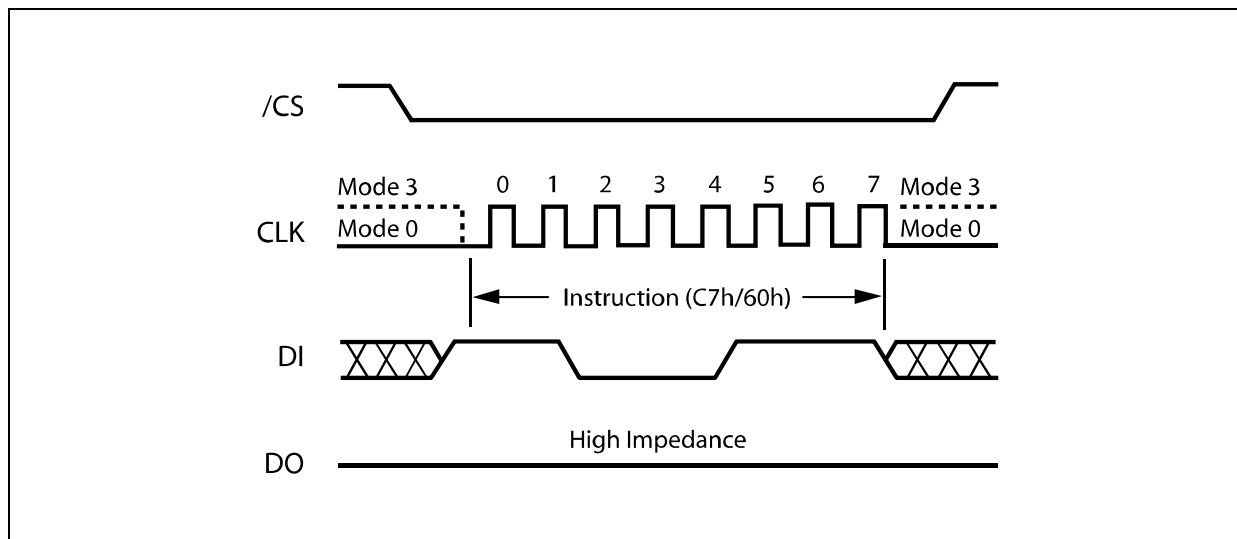 /CS
Mode 3 0 1 2 3 4 5 6 7 Mode 3
CLK Mode 0 Mode 0
Instruction (C7h/60h)
DI
High Impedance
DO